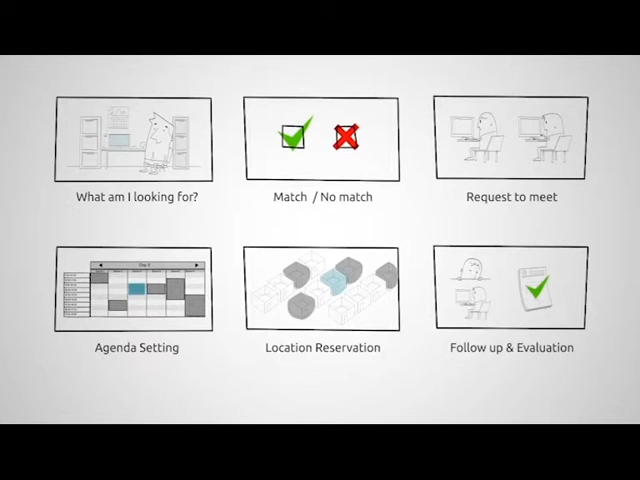 What am I looking for?
Match / No match
Request to meet
Agenda Setting
Location Reservation
Follow up & Evaluation